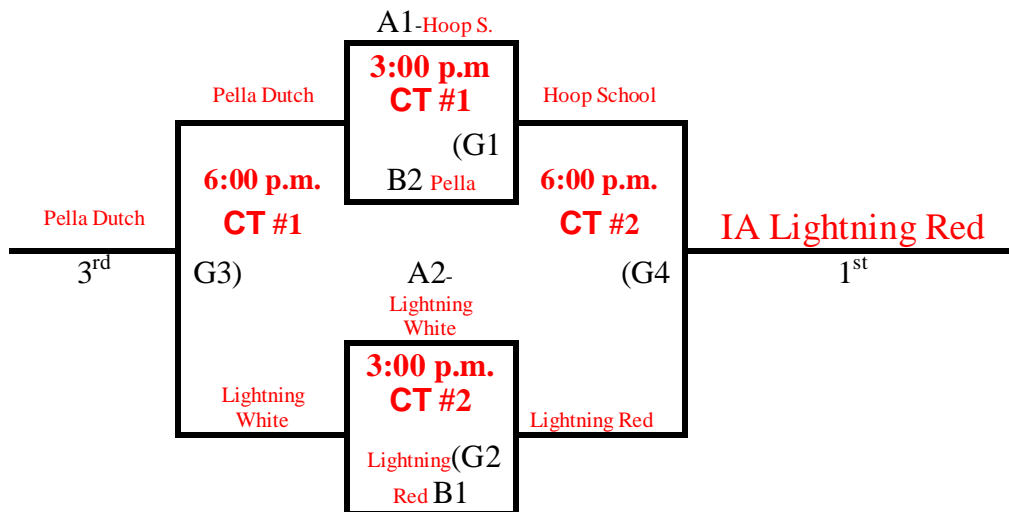 A1-Hoop S.
3:00 p.m
CT #1
Pella Dutch
Hoop School
(G1
B2 Pella
6:00 p.m.
CT #1
6:00 p.m.
CT #2
Pella Dutch
IA Lightning Red
3rd
G3)
A2-
(G4
1st
Lightning
White
3:00 p.m.
CT #2
Lightning
White
Lightning Red
Lightning(G2
Red B1